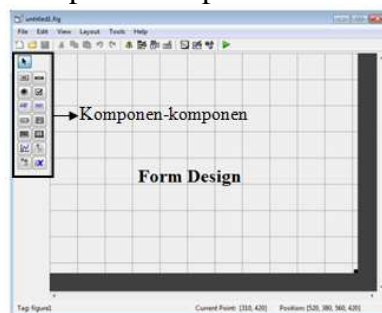 untitled1.fig
File Edit View Layout Tools Help
Komponen-komponen
Form Design
Tag: figure1 Current Point: [310, 420] Position: [520, 380, 560, 420]